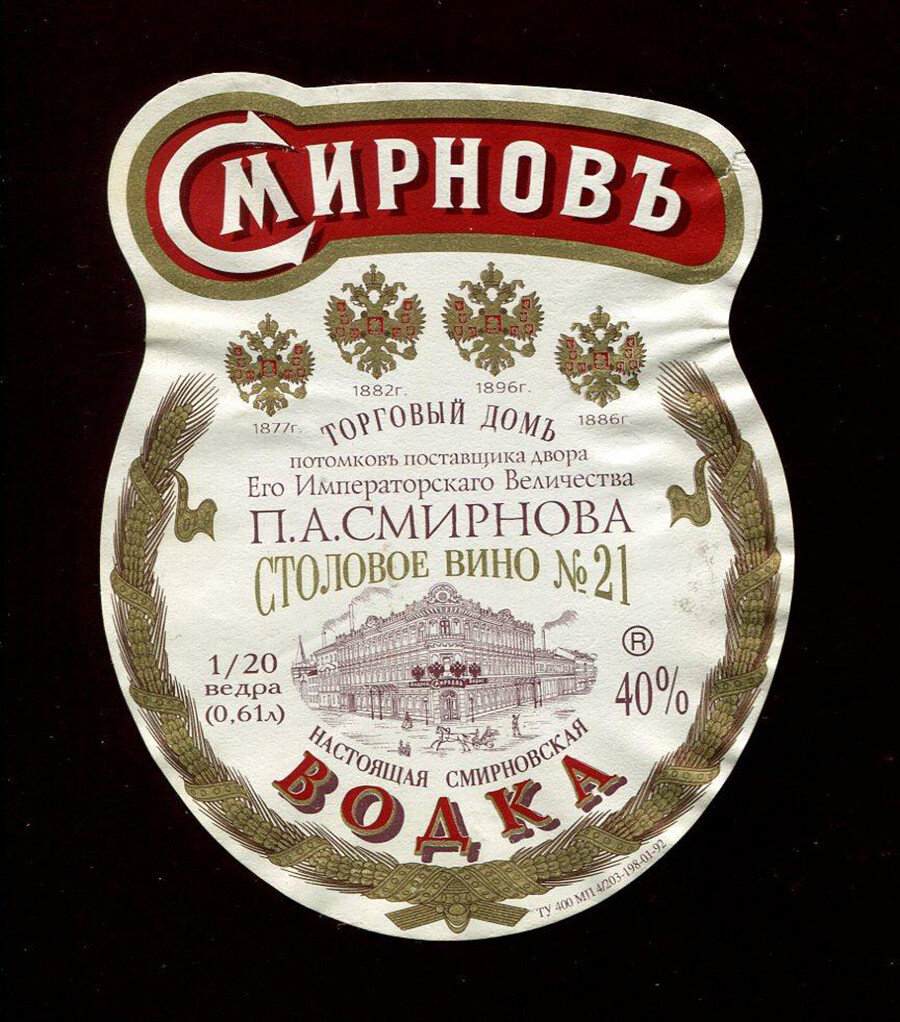 СМИРНОВЪ
1877г.
1882г.
1896г.
1886г.
ТОРГОВЫЙ ДОМЪ
потомковъ поставщика двора
Его Императорскаго Величества
П.А.СМИРНОВА
СТОЛОВОЕ ВИНО №21
1/20
ведра
(0,61л)
®
40%
НАСТОЯЩАЯ СМИРНОВСКАЯ
ВОДКА
ТУ 400 МП 4/203-198-01-92